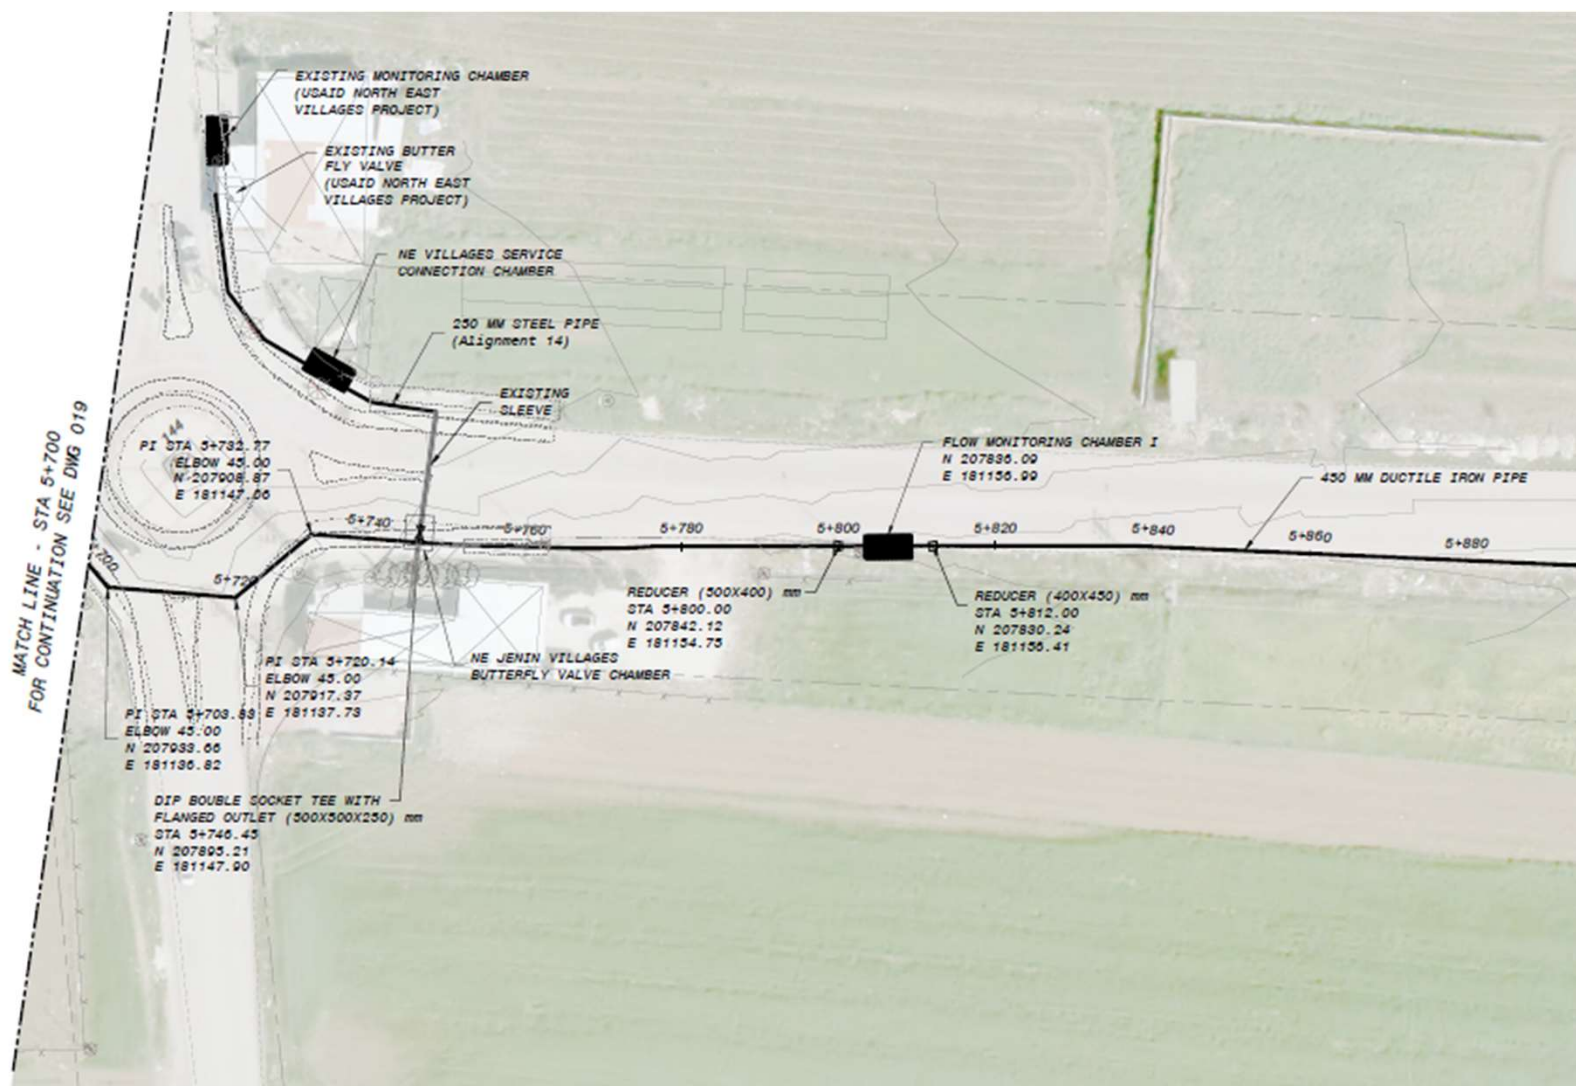 EXISTING MONITORING CHAMBER
(USAID NORTH EAST
VILLAGES PROJECT)
EXISTING BUTTER
FLY VALVE
(USAID NORTH EAST
VILLAGES PROJECT)
NE VILLAGES SERVICE
CONNECTION CHAMBER
250 MM STEEL PIPE
(Alignment 14)
EXISTING
SLEEVE
144
PI STA 5+732.77
ELBOW 45.00
N 207908.87
E 181147.06
MATCH LINE - STA 5+700
FOR CONTINUATION SEE DWG 019
FLOW MONITORING CHAMBER I
N 207836.09
E 181156.99
450 MM DUCTILE IRON PIPE
5+720
5+740
5+760
5+780
5+800
5+820
5+840
5+860
5+880
REDUCER (500X400) mm
STA 5+800.00
N 207842.12
E 181154.75
REDUCER (400X450) mm
STA 5+812.00
N 207830.24
E 181156.41
NE JENIN VILLAGES
BUTTERFLY VALVE CHAMBER
PI STA 5+720.14
ELBOW 45.00
N 207917.37
E 181137.73
PI STA 5+703.83
ELBOW 45.00
N 207933.66
E 181136.82
DIP BOUBLE SOCKET TEE WITH
FLANGED OUTLET (500X500X250) mm
STA 5+746.45
N 207895.21
E 181147.90